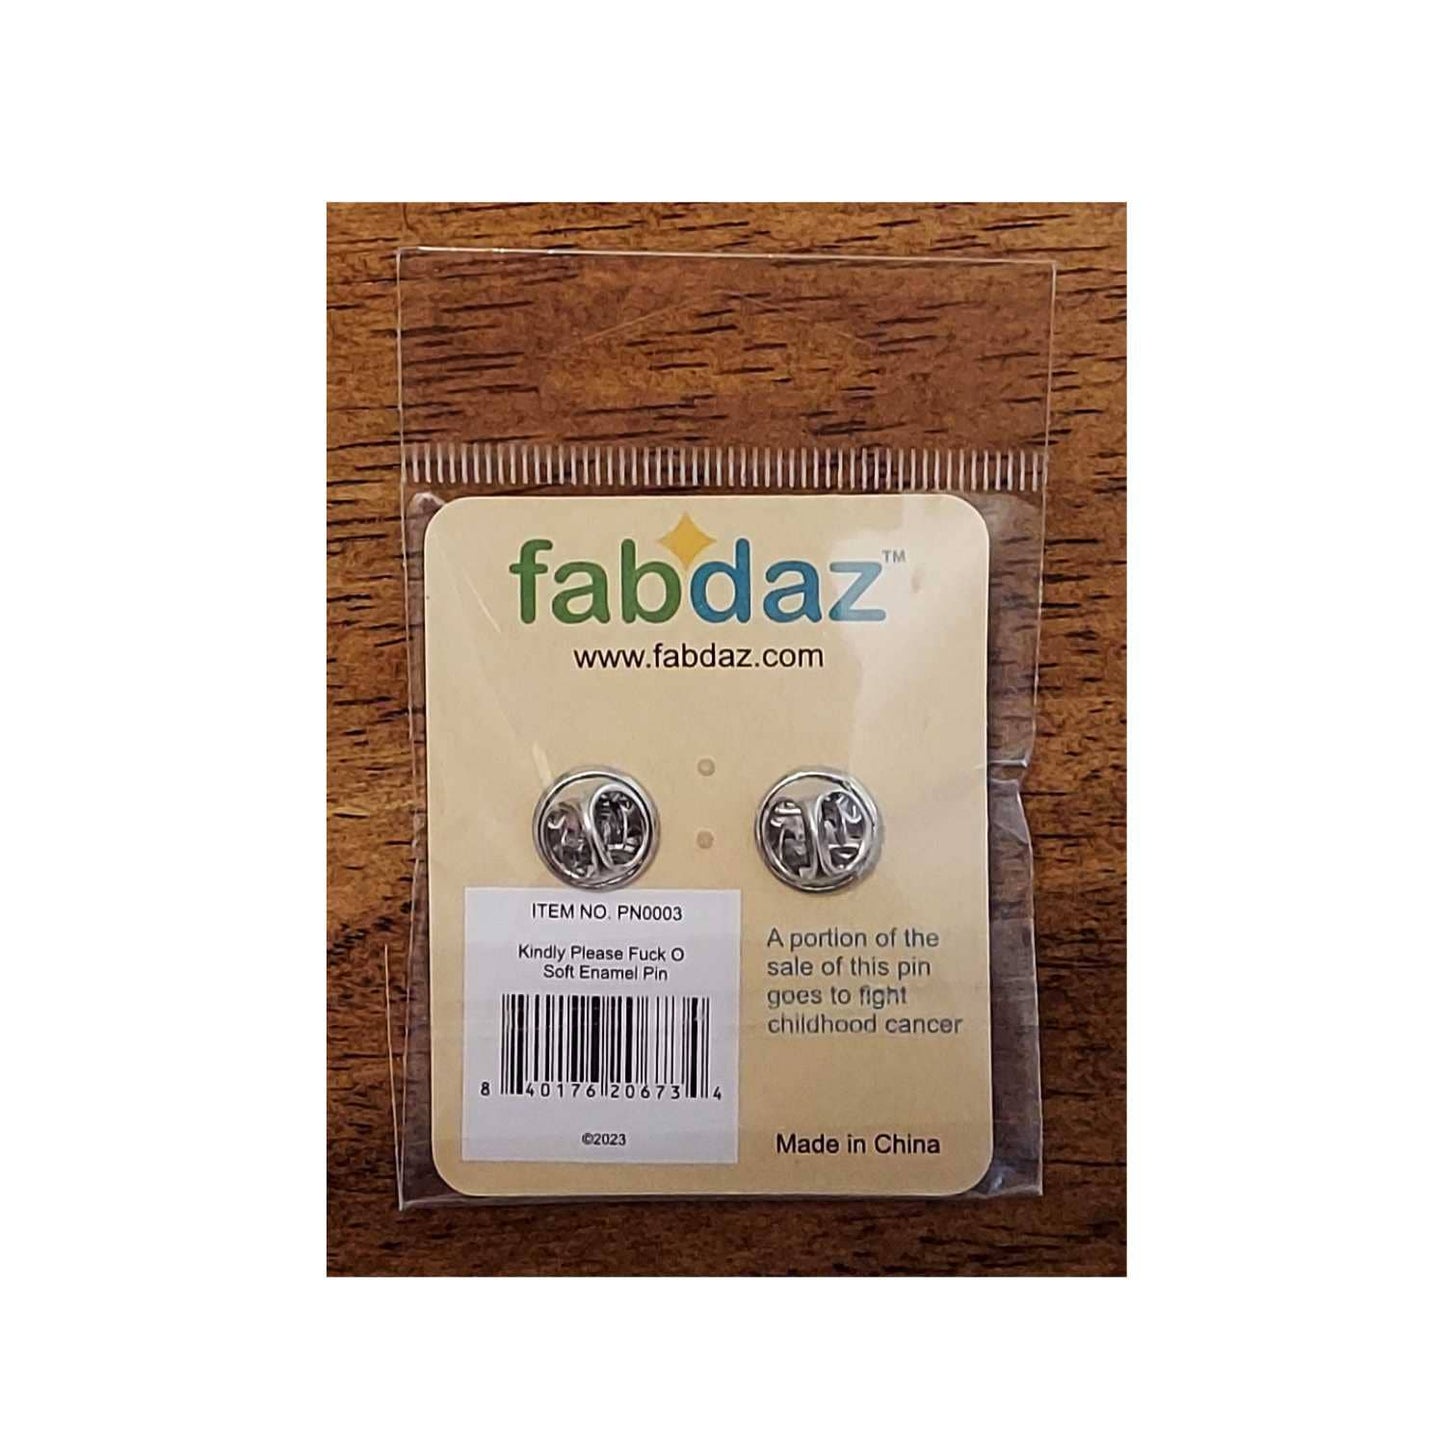 fabdaz™
www.fabdaz.com
ITEM NO. PN0003
Kindly Please Fuck O
Soft Enamel Pin
8 40176 20673 4
©2023
A portion of the
sale of this pin
goes to fight
childhood cancer
Made in China